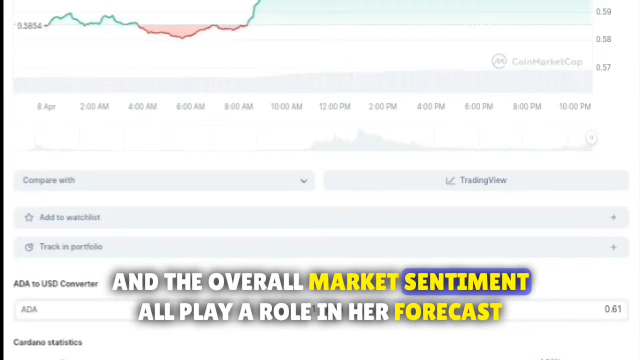 0.5854
0.59
0.58
0.57
CoinMarketCap
8 Apr 2:00 AM 4:00 AM 6:00 AM 8:00 AM 10:00 AM 12:00 PM 2:00 PM 4:00 PM 6:00 PM 8:00 PM 10:00 PM
Compare with
TradingView
Add to watchlist +
Track in portfolio +
ADA to USD Converter
AND THE OVERALL MARKET SENTIMENT
ALL PLAY A ROLE IN HER FORECAST
ADA 0.61
Cardano statistics